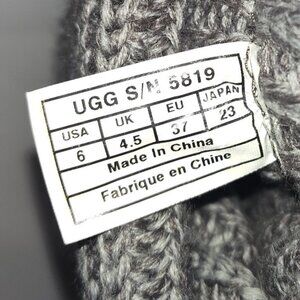 UGG S/N 5819
USA UK EU JAPAN
6 4.5 37 23
Made In China
Fabrique en Chine